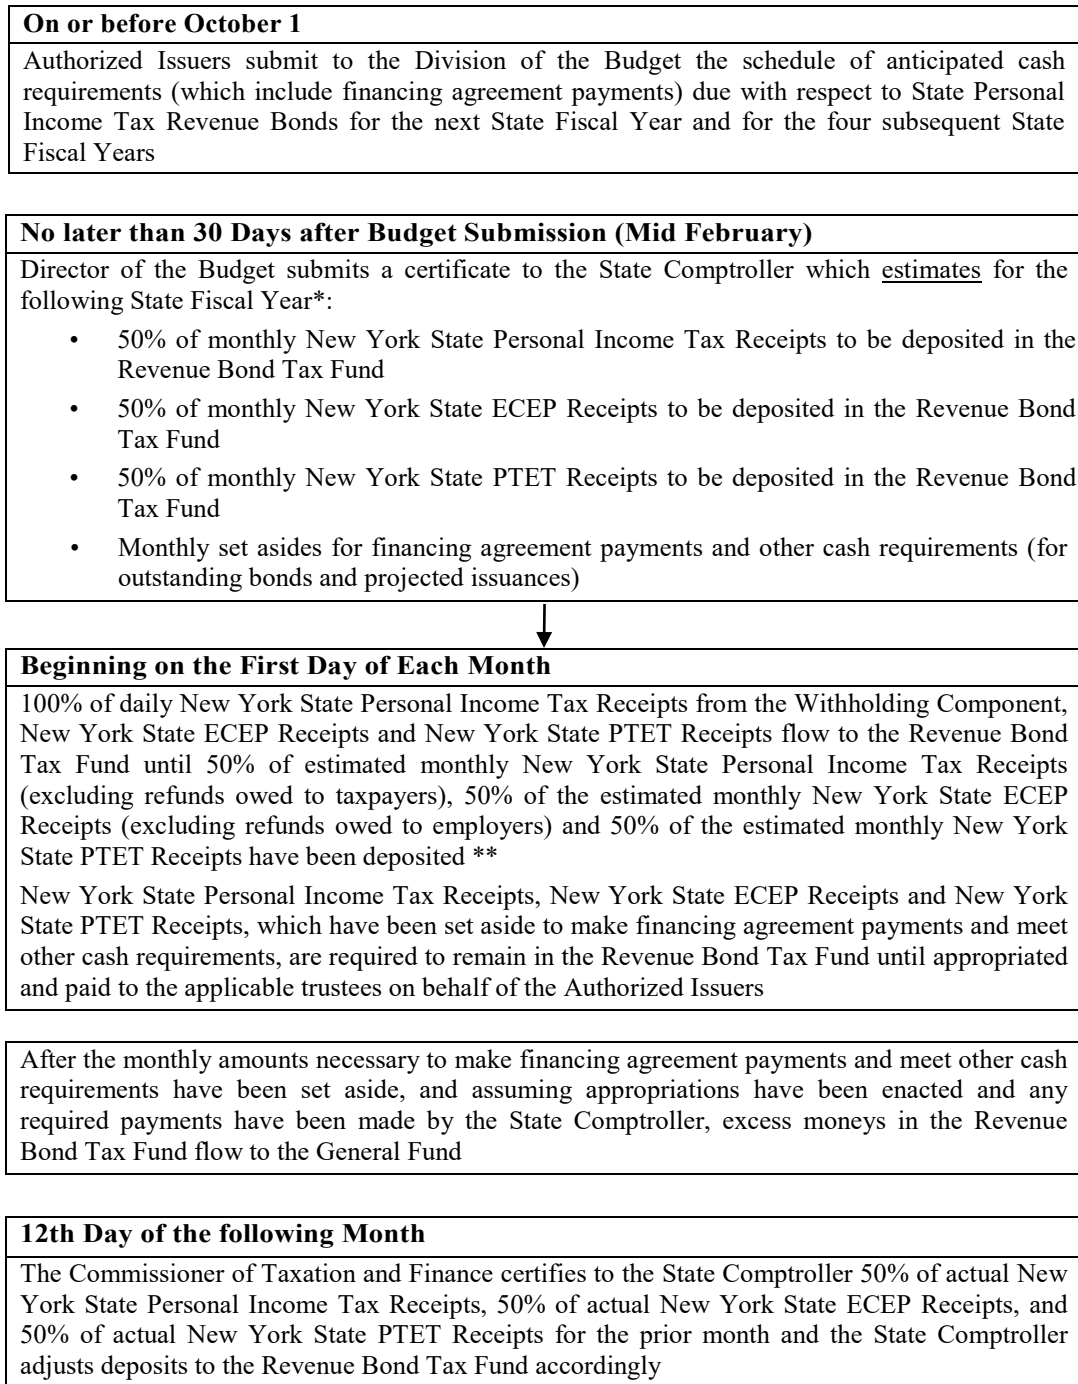 On or before October 1
Authorized Issuers submit to the Division of the Budget the schedule of anticipated cash
requirements (which include financing agreement payments) due with respect to State Personal
Income Tax Revenue Bonds for the next State Fiscal Year and for the four subsequent State
Fiscal Years
No later than 30 Days after Budget Submission (Mid February)
Director of the Budget submits a certificate to the State Comptroller which estimates for the
following State Fiscal Year*:
• 50% of monthly New York State Personal Income Tax Receipts to be deposited in the
Revenue Bond Tax Fund
• 50% of monthly New York State ECEP Receipts to be deposited in the Revenue Bond
Tax Fund
• 50% of monthly New York State PTET Receipts to be deposited in the Revenue Bond
Tax Fund
• Monthly set asides for financing agreement payments and other cash requirements (for
outstanding bonds and projected issuances)
Beginning on the First Day of Each Month
100% of daily New York State Personal Income Tax Receipts from the Withholding Component,
New York State ECEP Receipts and New York State PTET Receipts flow to the Revenue Bond
Tax Fund until 50% of estimated monthly New York State Personal Income Tax Receipts
(excluding refunds owed to taxpayers), 50% of the estimated monthly New York State ECEP
Receipts (excluding refunds owed to employers) and 50% of the estimated monthly New York
State PTET Receipts have been deposited **
New York State Personal Income Tax Receipts, New York State ECEP Receipts and New York
State PTET Receipts, which have been set aside to make financing agreement payments and meet
other cash requirements, are required to remain in the Revenue Bond Tax Fund until appropriated
and paid to the applicable trustees on behalf of the Authorized Issuers
After the monthly amounts necessary to make financing agreement payments and meet other cash
requirements have been set aside, and assuming appropriations have been enacted and any
required payments have been made by the State Comptroller, excess moneys in the Revenue
Bond Tax Fund flow to the General Fund
12th Day of the following Month
The Commissioner of Taxation and Finance certifies to the State Comptroller 50% of actual New
York State Personal Income Tax Receipts, 50% of actual New York State ECEP Receipts, and
50% of actual New York State PTET Receipts for the prior month and the State Comptroller
adjusts deposits to the Revenue Bond Tax Fund accordingly